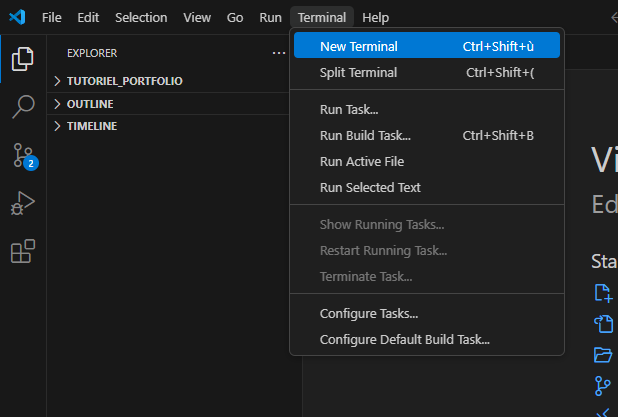 File Edit Selection View Go Run Terminal Help
EXPLORER ...
TUTORIEL_PORTFOLIO
OUTLINE
TIMELINE
2
New Terminal Ctrl+Shift+ù
Split Terminal Ctrl+Shift+(
Run Task...
Run Build Task... Ctrl+Shift+B
Run Active File
Run Selected Text
Show Running Tasks...
Restart Running Task...
Terminate Task...
Configure Tasks...
Configure Default Build Task...
Vi
Ed
Sta